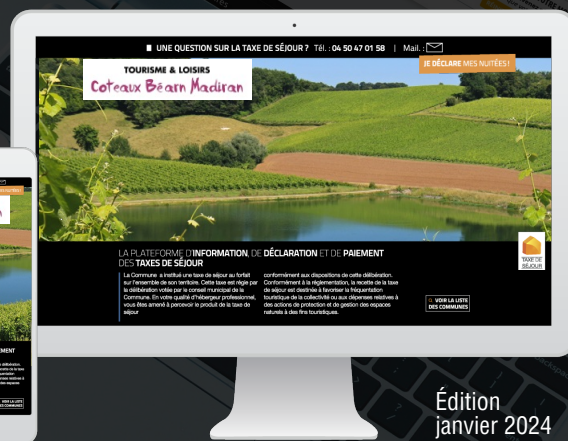 UNE QUESTION SUR LA TAXE DE SÉJOUR ? Tél. : 04 50 47 01 58 | Mail. :
JE DÉCLARE MES NUITÉES !
TOURISME & LOISIRS
Coteaux Béarn Madiran
LA PLATEFORME D'INFORMATION, DE DÉCLARATION ET DE PAIEMENT
DES TAXES DE SÉJOUR
La Commune a institué une taxe de séjour au forfait
sur l'ensemble de son territoire. Cette taxe est régie par
la délibération votée par le conseil municipal de la
Commune. En votre qualité d'hébergeur professionnel,
vous êtes amené à percevoir le produit de la taxe de
séjour
conformément aux dispositions de cette délibération.
Conformément à la réglementation, la recette de la taxe
de séjour est destinée à favoriser la fréquentation
touristique de la collectivité ou aux dépenses relatives à
des actions de protection et de gestion des espaces
naturels à des fins touristiques.
TAXE DE
SÉJOUR
VOIR LA LISTE
DES COMMUNES
VOIR LA LISTE
DES COMMUNES
Édition
janvier 2024